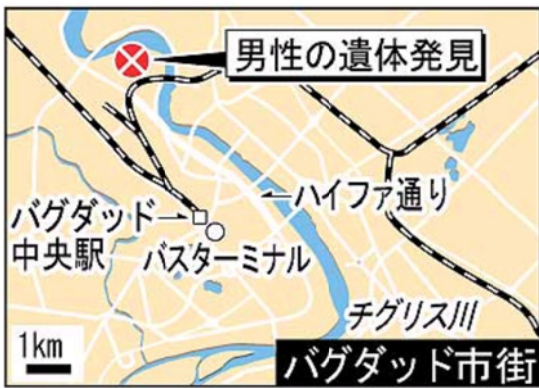 男性の遺体発見
ハイファ通り
バグダッド
中央駅
バスターミナル
チグリス川
1km
バグダッド市街